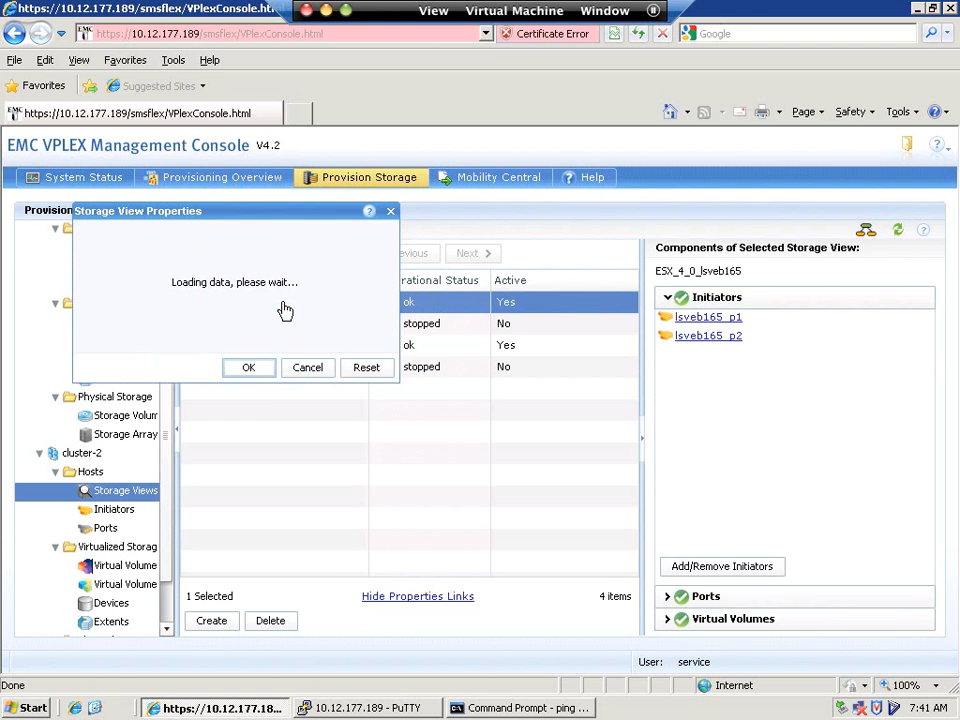 https://10.12.177.189/smsflex/VPlexConsole.ht
View Virtual Machine Window
https://10.12.177.189/smsflex/VPlexConsole.html
Certificate Error
Google
File Edit View Favorites Tools Help
Favorites
Suggested Sites
https://10.12.177.189/smsflex/VPlexConsole.html
Page Safety Tools
EMC VPLEX Management Console V4.2
System Status
Provisioning Overview
Provision Storage
Mobility Central
Help
Provision
Storage View Properties
evious
Next
Components of Selected Storage View:
ESX_4_0_lsveb165
rational Status
Active
ok Yes
stopped No
ok Yes
stopped No
Loading data, please wait...
OK
Cancel
Reset
Initiators
lsveb165_p1
lsveb165_p2
Physical Storage
Storage Volum
Storage Array
cluster-2
Hosts
Storage Views
Initiators
Ports
Virtualized Storag
Virtual Volume
Virtual Volume
Devices
Extents
1 Selected
Hide Properties Links
4 items
Create
Delete
Add/Remove Initiators
Ports
Virtual Volumes
User: service
Done
Internet
100%
Start
https://10.12.177.18...
10.12.177.189 - PuTTY
Command Prompt - ping ...
7:41 AM